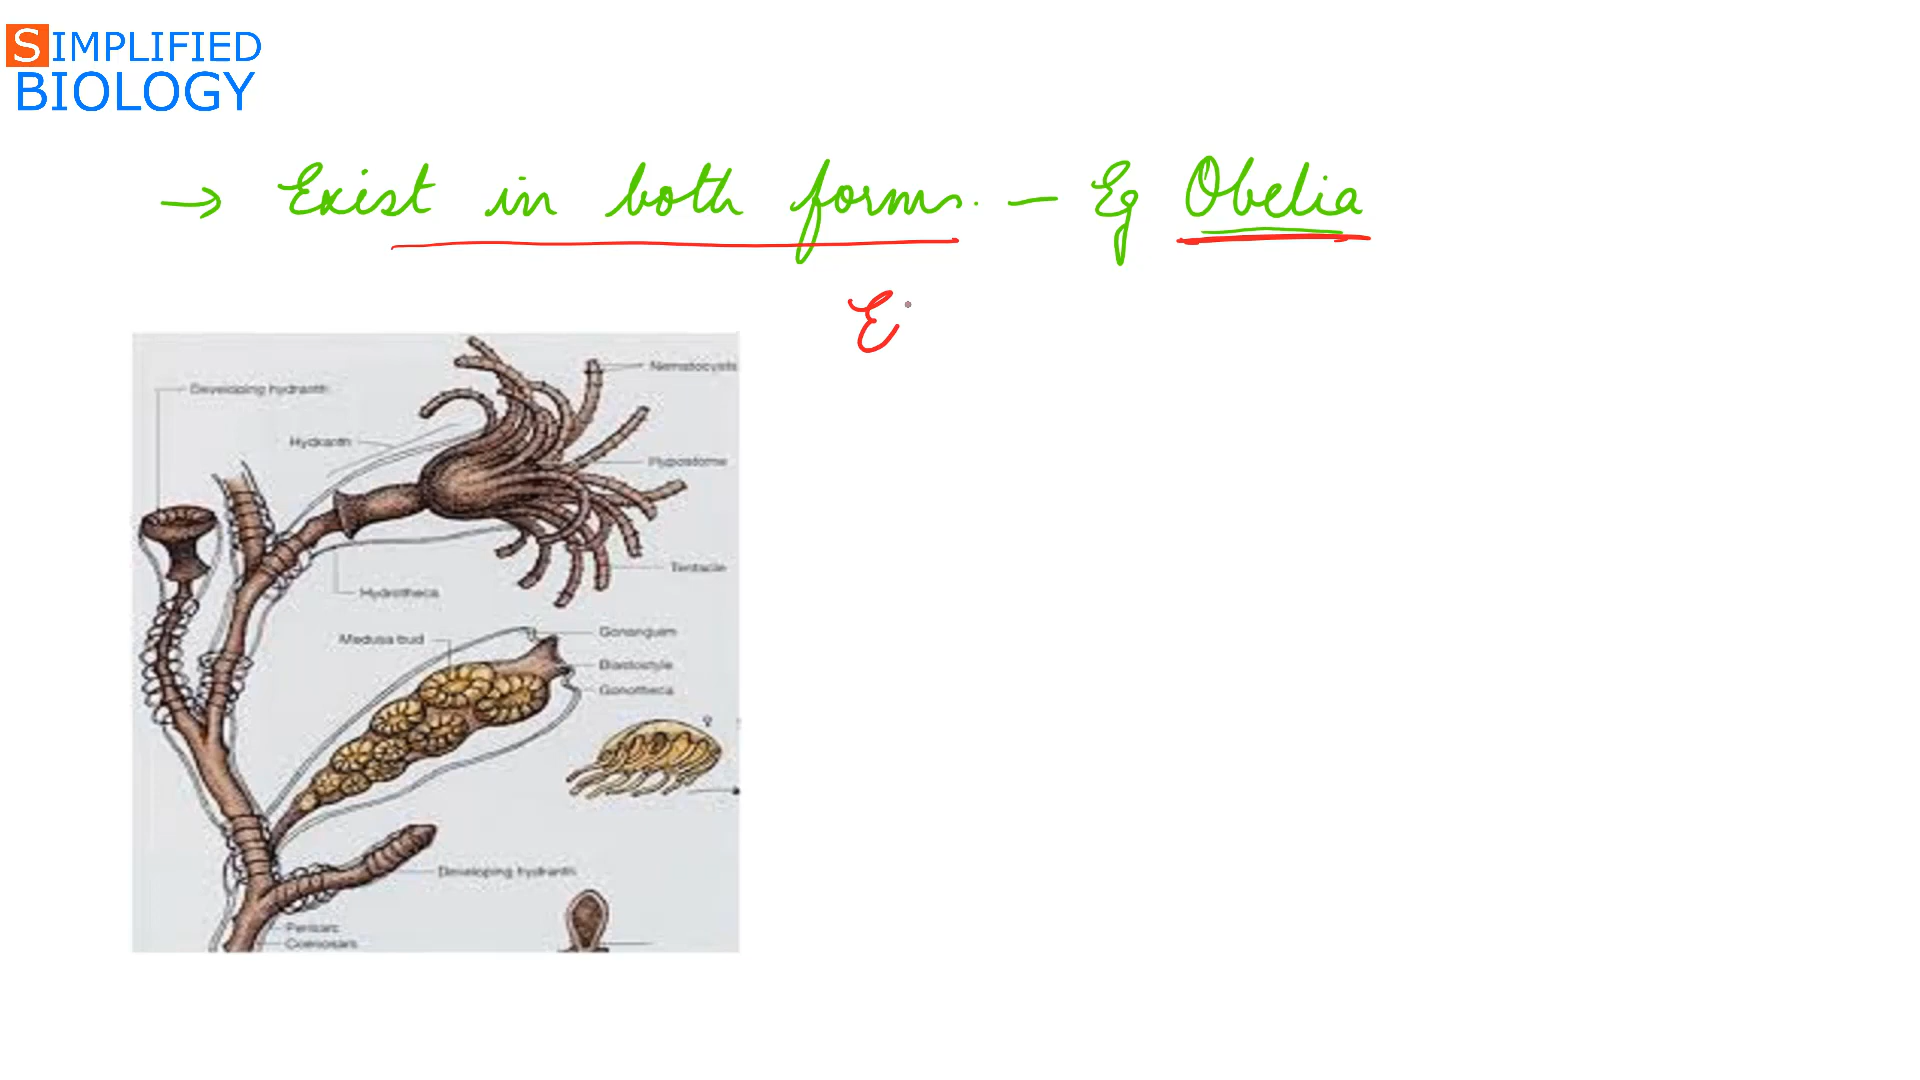 SIMPLIFIED
BIOLOGY
→ Exist in both forms. — Eg Obelia
E
Nematocysts
Developing hydranth
Hydranth
Hypostome
Tentacle
Hydrotheca
Medusa bud
Gonangium
Blastostyle
Gonotheca
♀
Developing hydranth
Perisarc
Coenosarc